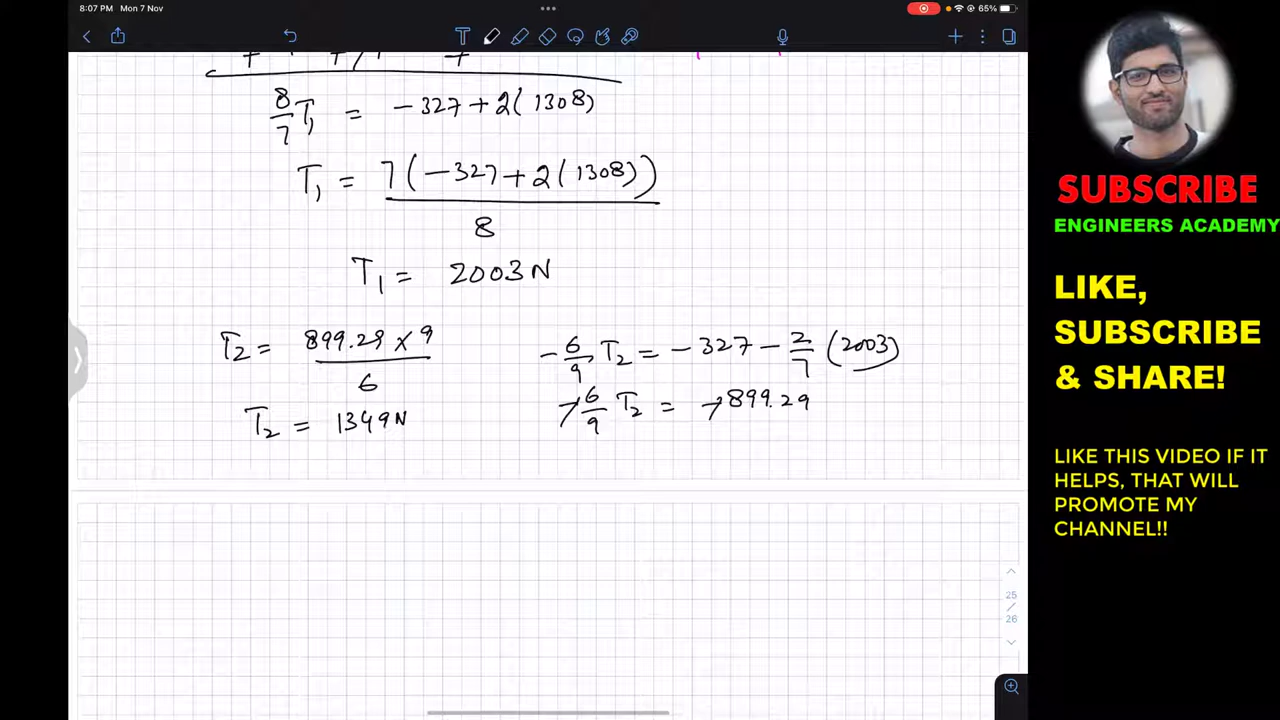 8:07 PM Mon 7 Nov
65%
8/7 T₁ = -327+2(1308)
T₁ = 7(-327+2(1308))
8
T₁ = 2003 N
T₂ = 899.29 × 9
6
T₂ = 1349 N
-6/9 T₂ = -327 - 2/7 (2003)
-6/9 T₂ = -899.29
25
/
26
SUBSCRIBE
ENGINEERS ACADEMY
LIKE,
SUBSCRIBE
& SHARE!
LIKE THIS VIDEO IF IT
HELPS, THAT WILL
PROMOTE MY
CHANNEL!!